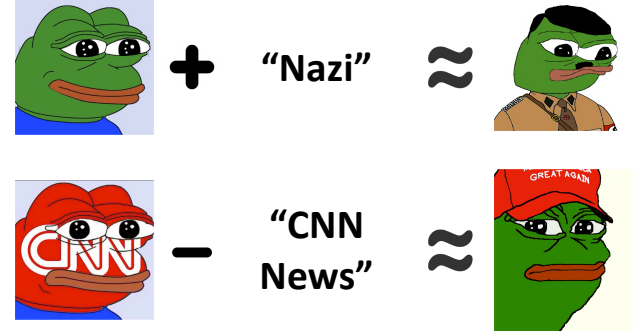 + “Nazi” ≈
CNN
− “CNN
News” ≈
GREAT AGAIN